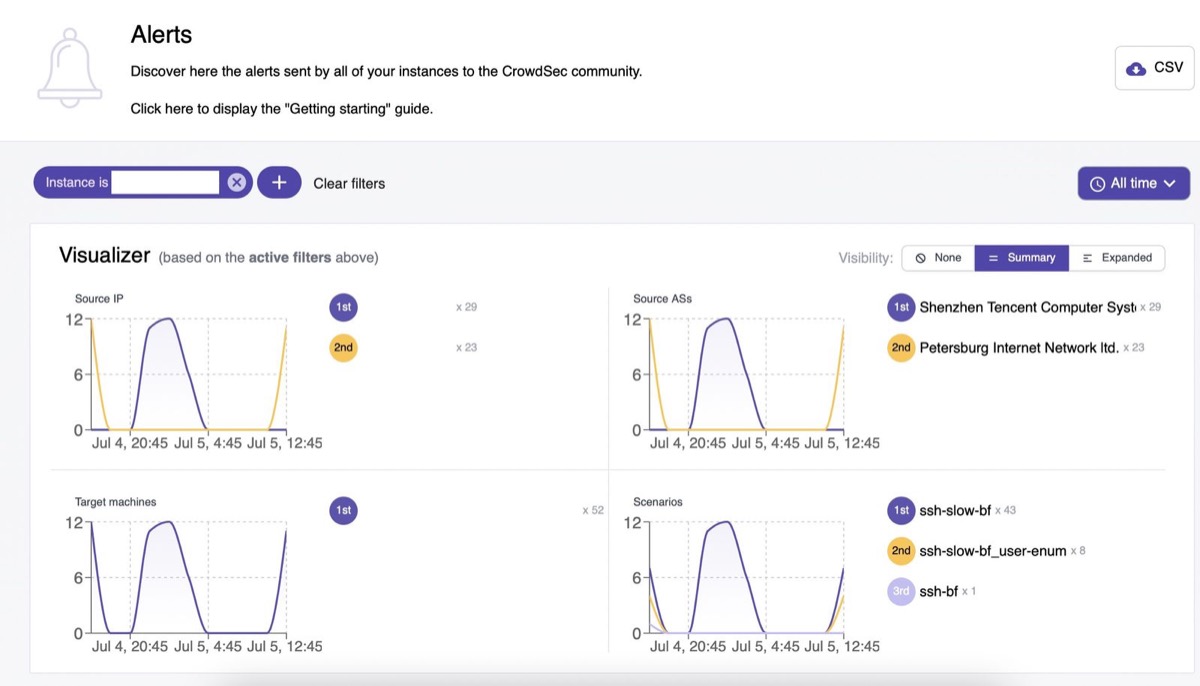 Alerts
Discover here the alerts sent by all of your instances to the CrowdSec community.
CSV
Click here to display the "Getting starting" guide.
Instance is
Clear filters
All time
Visualizer (based on the active filters above)
Visibility: None Summary Expanded
Source IP
12
6
0
Jul 4, 20:45 Jul 5, 4:45 Jul 5, 12:45
1st x 29
2nd x 23
Source ASs
12
6
0
Jul 4, 20:45 Jul 5, 4:45 Jul 5, 12:45
1st Shenzhen Tencent Computer Syst x 29
2nd Petersburg Internet Network ltd. x 23
Target machines
12
6
0
Jul 4, 20:45 Jul 5, 4:45 Jul 5, 12:45
1st x 52
Scenarios
12
6
0
Jul 4, 20:45 Jul 5, 4:45 Jul 5, 12:45
1st ssh-slow-bf x 43
2nd ssh-slow-bf_user-enum x 8
3rd ssh-bf x 1